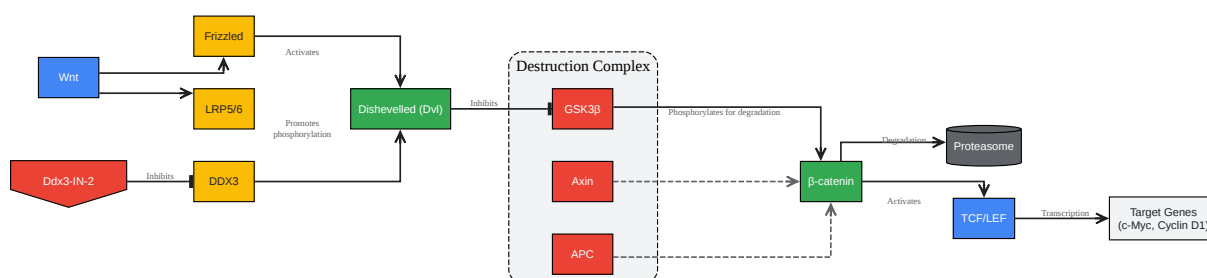 Frizzled
Activates
Destruction Complex
Wnt
LRP5/6
Dishevelled (Dvl)
Inhibits
GSK3β
Phosphorylates for degradation
Promotes
phosphorylation
Degradation
Proteasome
Ddx3-IN-2
Inhibits
DDX3
Axin
β-catenin
Activates
TCF/LEF
Transcription
Target Genes
(c-Myc, Cyclin D1)
APC